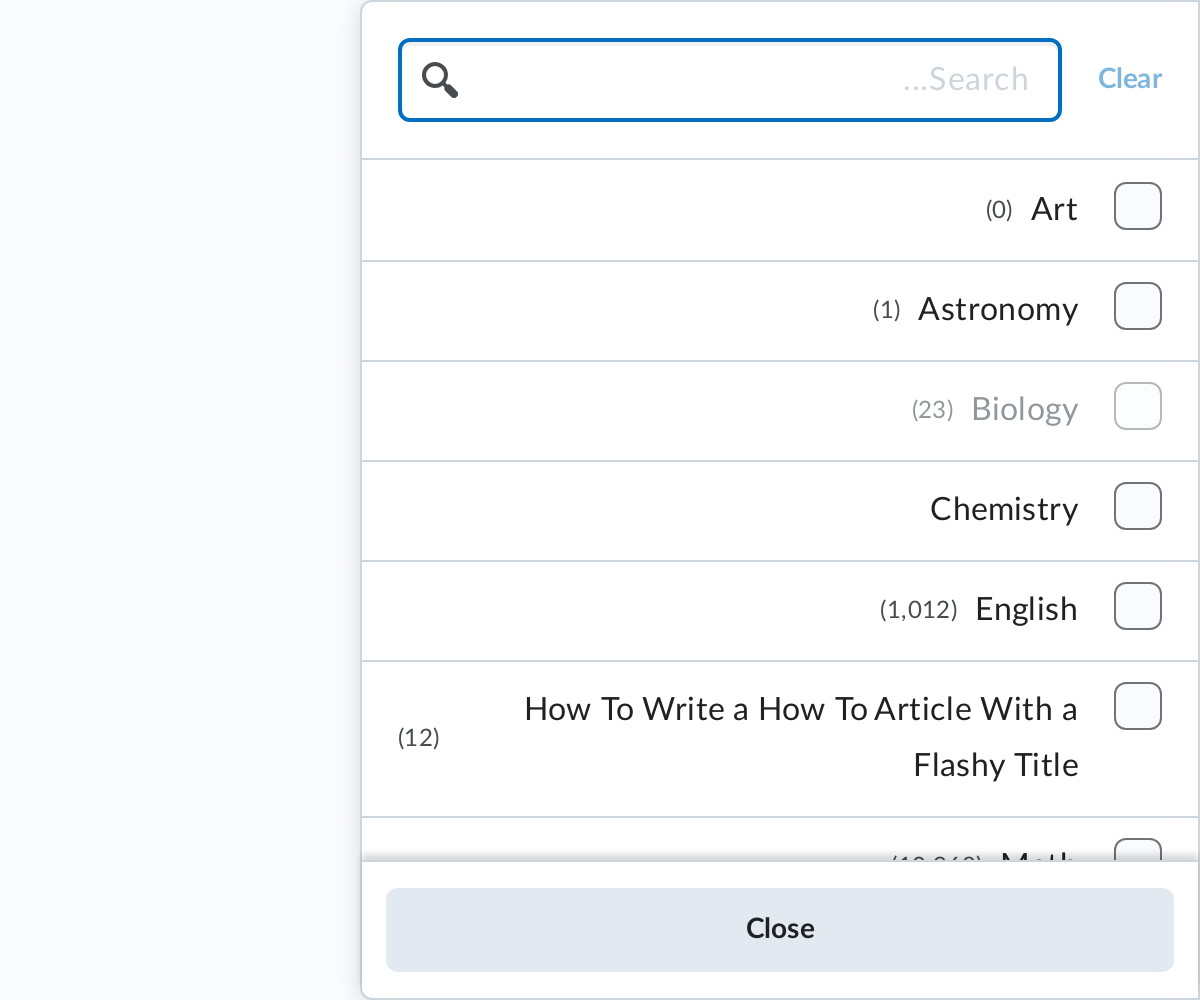 ...Search
Clear
Art (0)
Astronomy (1)
Biology (23)
Chemistry
English (1,012)
How To Write a How To Article With a
Flashy Title
(12)
Math
Close